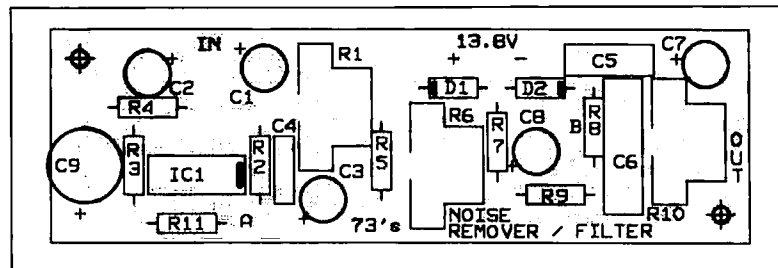 IN
+
+
R1
13.8V
+ -
C7
+
C2
R4
C1
D1
D2
C5
C9
+
R3
IC1
R2
C4
C3
+
R5
R6
R7
C8
+
B
R8
C6
OUT
R11
A
73's
R9
R10
NOISE
REMOVER / FILTER